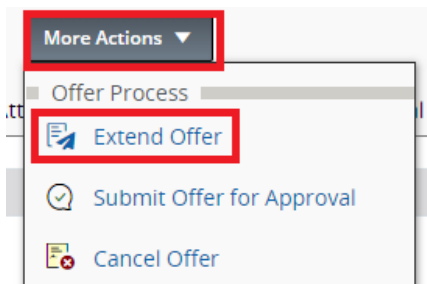 More Actions ▼
Offer Process
Extend Offer
Submit Offer for Approval
Cancel Offer